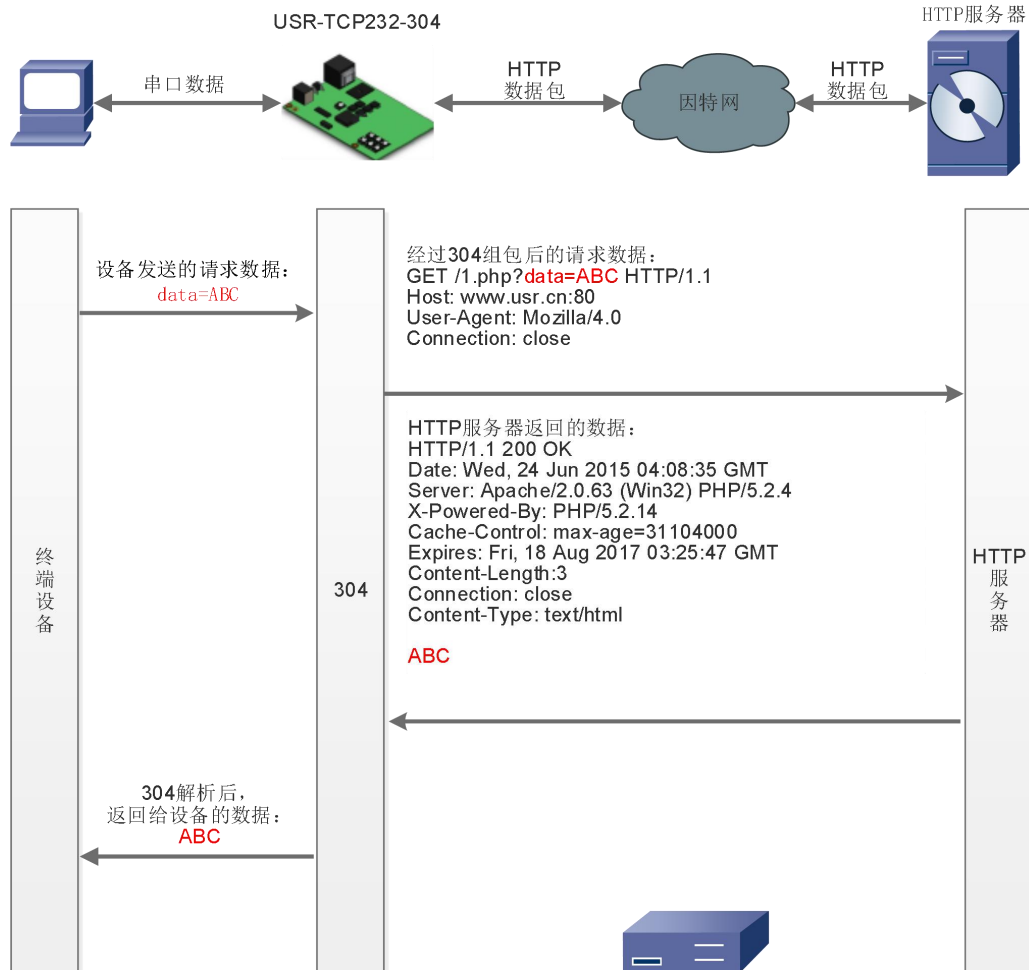 USR-TCP232-304
HTTP服务器
串口数据
HTTP
数据包
因特网
HTTP
数据包
设备发送的请求数据：
data=ABC
经过304组包后的请求数据：
GET /1.php?data=ABC HTTP/1.1
Host: www.usr.cn:80
User-Agent: Mozilla/4.0
Connection: close
HTTP服务器返回的数据：
HTTP/1.1 200 OK
Date: Wed, 24 Jun 2015 04:08:35 GMT
Server: Apache/2.0.63 (Win32) PHP/5.2.4
X-Powered-By: PHP/5.2.14
Cache-Control: max-age=31104000
Expires: Fri, 18 Aug 2017 03:25:47 GMT
Content-Length:3
Connection: close
Content-Type: text/html
ABC
终
端
设
备
304
HTTP
服
务
器
304解析后，
返回给设备的数据：
ABC